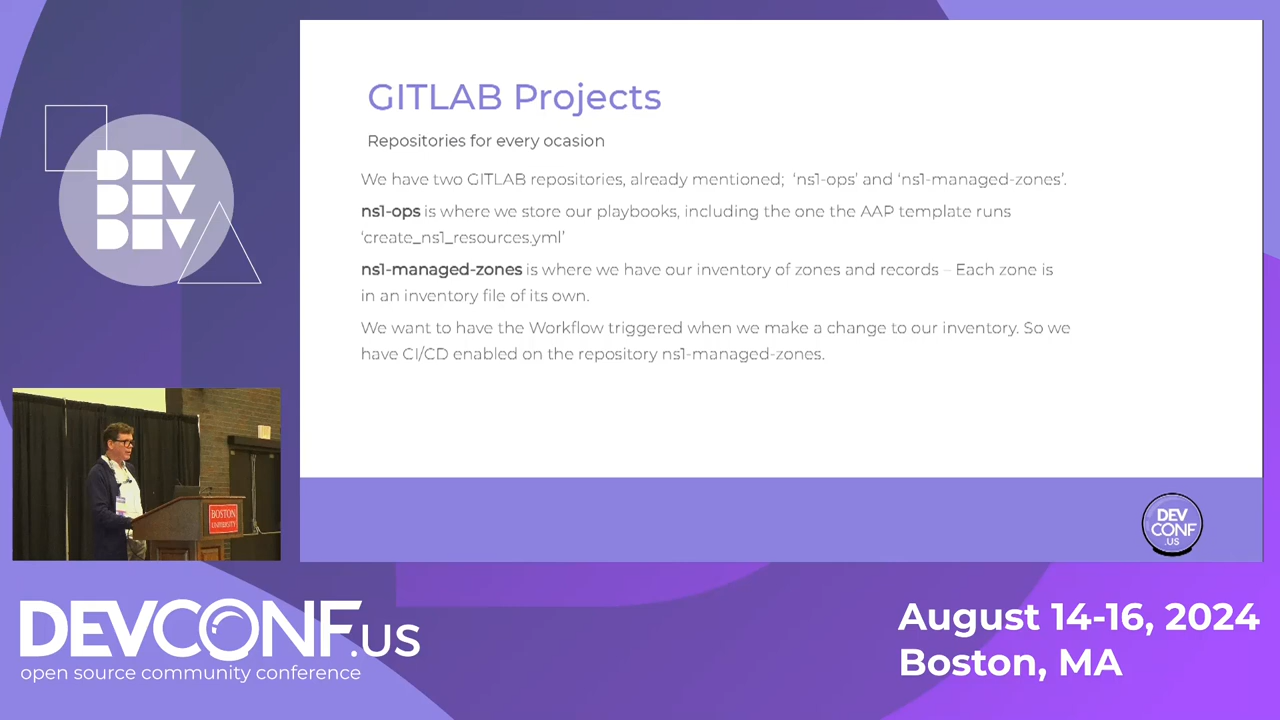 DEV
DEV
DEV
GITLAB Projects
Repositories for every ocasion
We have two GITLAB repositories, already mentioned;  ‘ns1-ops’ and ‘ns1-managed-zones’.
ns1-ops is where we store our playbooks, including the one the AAP template runs
‘create_ns1_resources.yml’
ns1-managed-zones is where we have our inventory of zones and records – Each zone is
in an inventory file of its own.
We want to have the Workflow triggered when we make a change to our inventory. So we
have CI/CD enabled on the repository ns1-managed-zones.
DEV
CONF
.US
BOSTON
UNIVERSITY
DEVCONF.US
open source community conference
August 14-16, 2024
Boston, MA